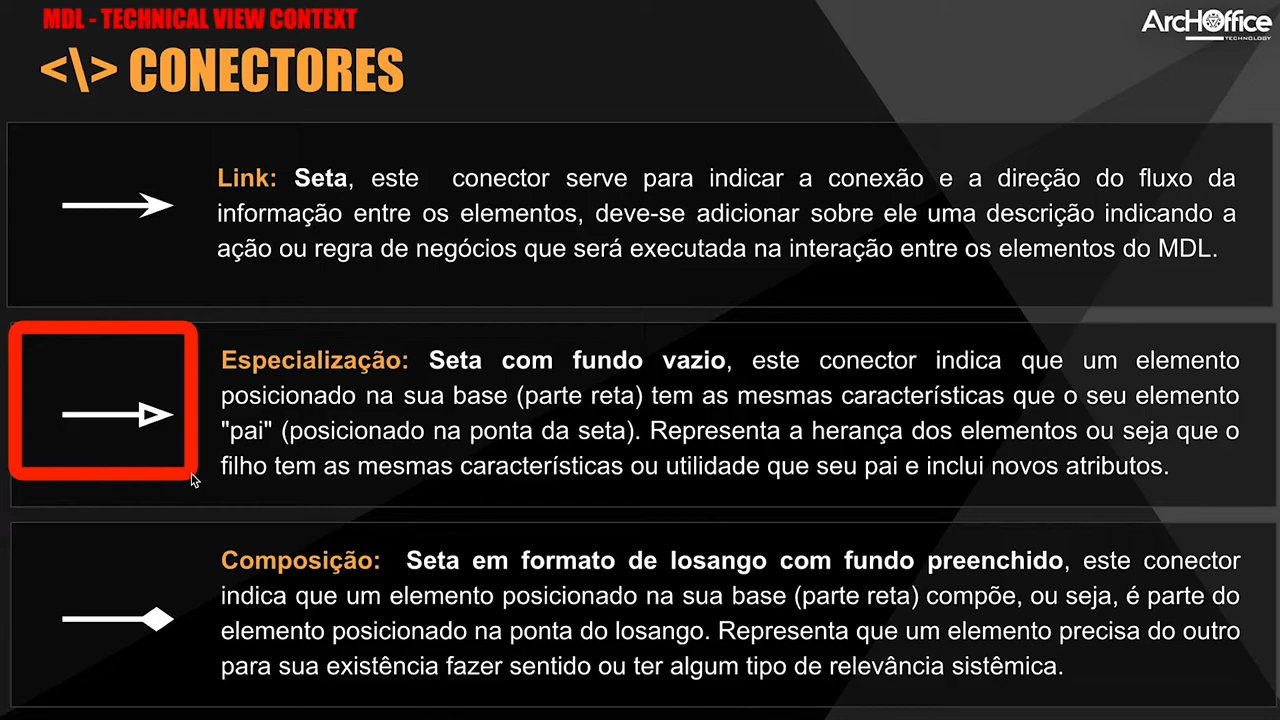 MDL - TECHNICAL VIEW CONTEXT
ArcHOffice
TECHNOLOGY
<\> CONECTORES
Link: Seta, este conector serve para indicar a conexão e a direção do fluxo da
informação entre os elementos, deve-se adicionar sobre ele uma descrição indicando a
ação ou regra de negócios que será executada na interação entre os elementos do MDL.
Especialização: Seta com fundo vazio, este conector indica que um elemento
posicionado na sua base (parte reta) tem as mesmas características que o seu elemento
"pai" (posicionado na ponta da seta). Representa a herança dos elementos ou seja que o
filho tem as mesmas características ou utilidade que seu pai e inclui novos atributos.
Composição: Seta em formato de losango com fundo preenchido, este conector
indica que um elemento posicionado na sua base (parte reta) compõe, ou seja, é parte do
elemento posicionado na ponta do losango. Representa que um elemento precisa do outro
para sua existência fazer sentido ou ter algum tipo de relevância sistêmica.